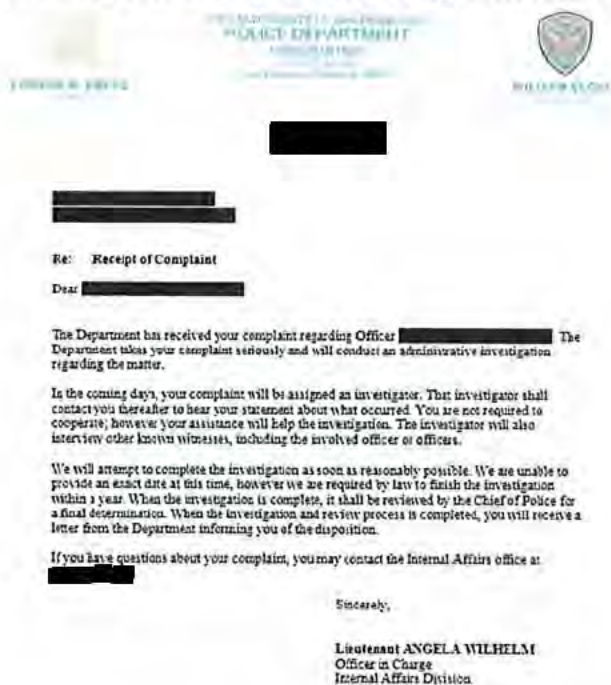 POLICE DEPARTMENT
Re: Receipt of Complaint
Dear
The Department has received your complaint regarding Officer The
Department takes your complaint seriously and will conduct an administrative investigation
regarding the matter.
In the coming days, your complaint will be assigned an investigator. That investigator shall
contact you thereafter to hear your statement about what occurred. You are not required to
cooperate; however your assistance will help the investigation. The investigator will also
interview other known witnesses, including the involved officer or officers.
We will attempt to complete the investigation as soon as reasonably possible. We are unable to
provide an exact date at this time, however we are required by law to finish the investigation
within a year. When the investigation is complete, it shall be reviewed by the Chief of Police for
a final determination. When the investigation and review process is completed, you will receive a
letter from the Department informing you of the disposition.
If you have questions about your complaint, you may contact the Internal Affairs office at
Sincerely,
Lieutenant ANGELA WILHELM
Officer in Charge
Internal Affairs Division